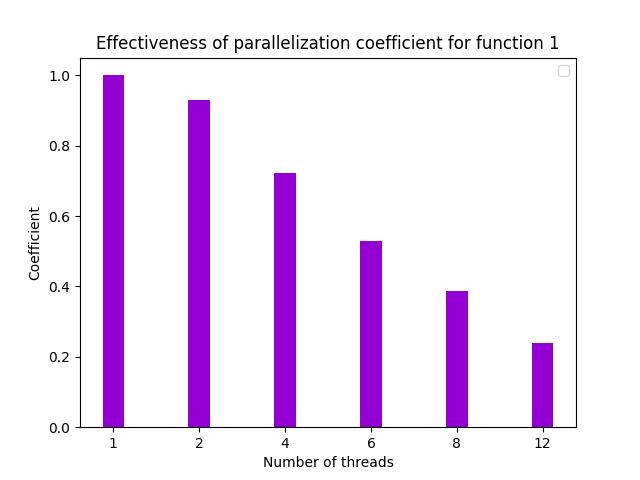 Effectiveness of parallelization coefficient for function 1
1.0
0.8
0.6
0.4
0.2
0.0
Coefficient
1 2 4 6 8 12
Number of threads